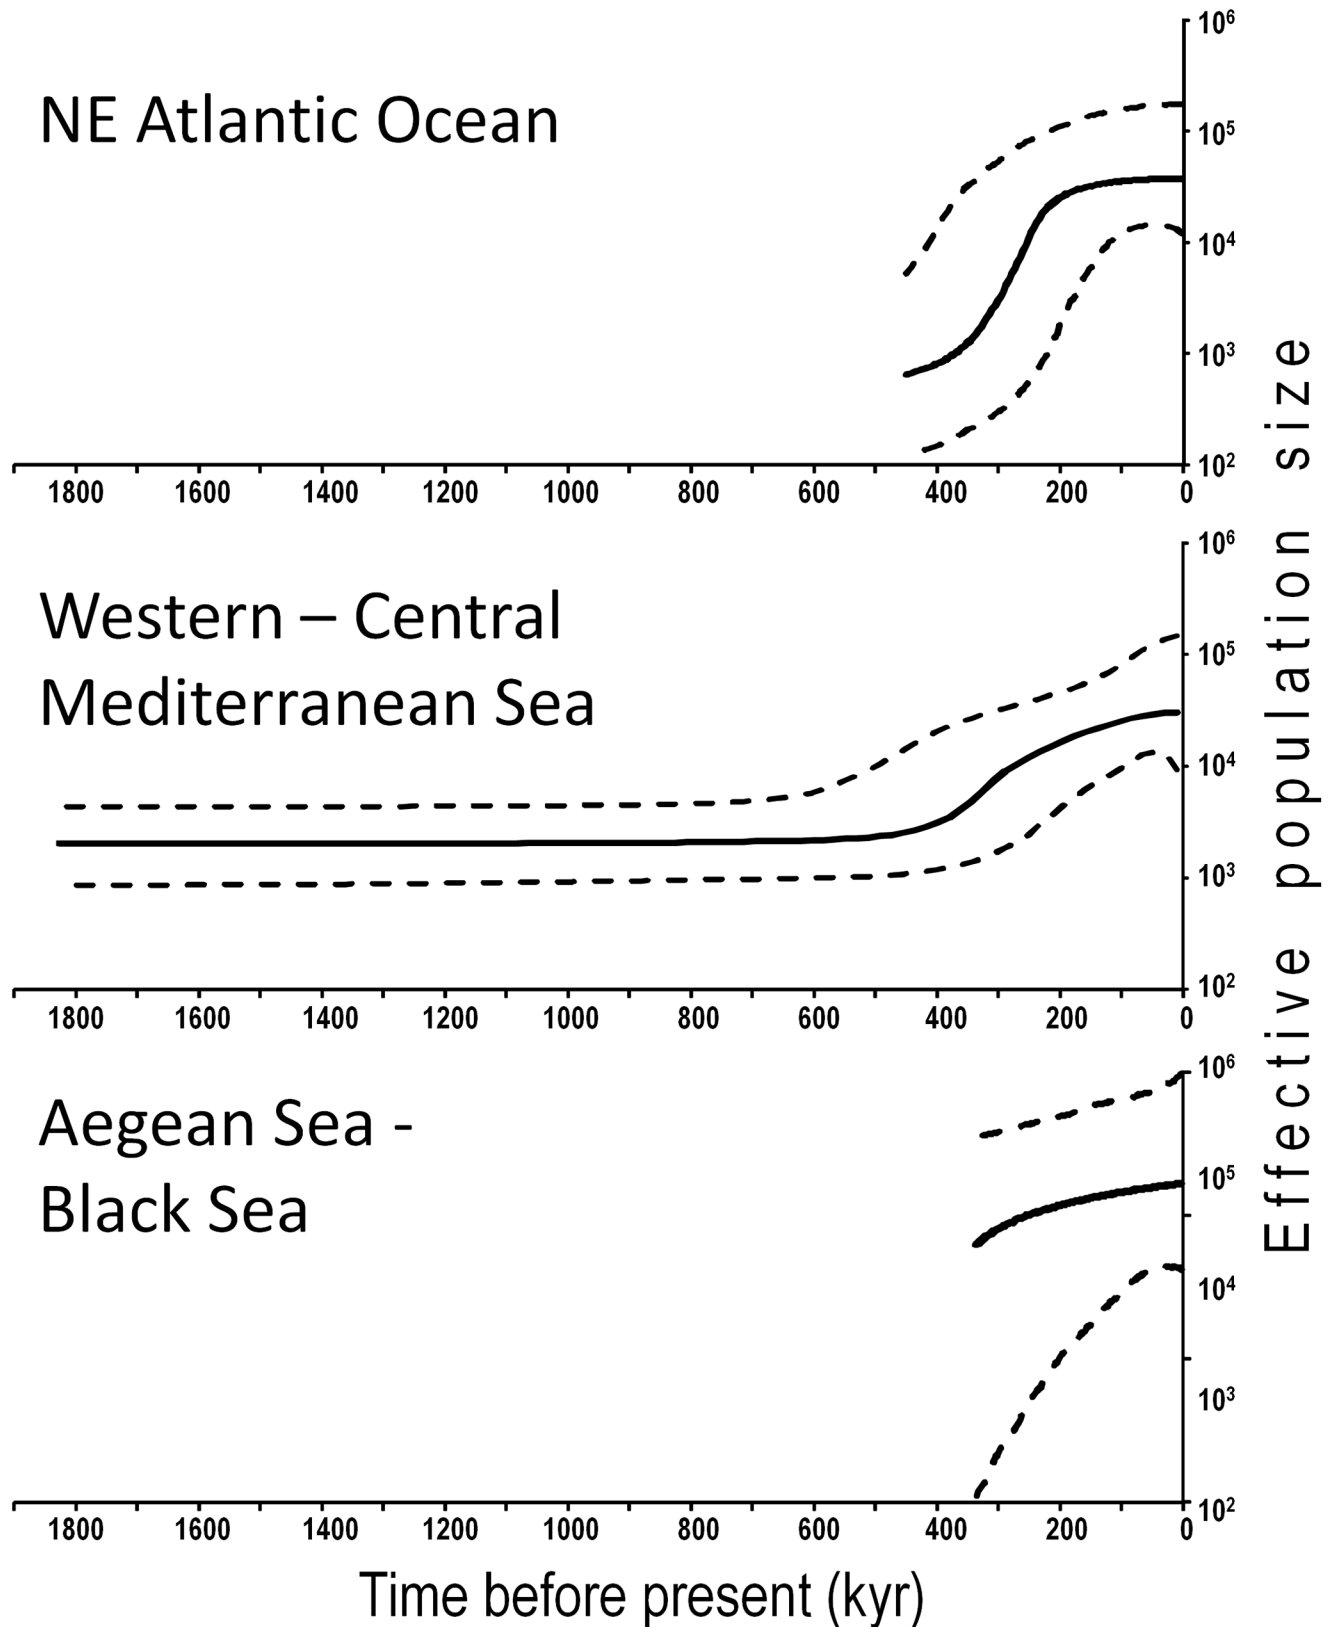 NE Atlantic Ocean
10⁶
10⁵
10⁴
10³
10²
1800 1600 1400 1200 1000 800 600 400 200 0
Western – Central
Mediterranean Sea
10⁶
10⁵
10⁴
10³
10²
1800 1600 1400 1200 1000 800 600 400 200 0
Aegean Sea -
Black Sea
10⁶
10⁵
10⁴
10³
10²
1800 1600 1400 1200 1000 800 600 400 200 0
Time before present (kyr)
Effective population size